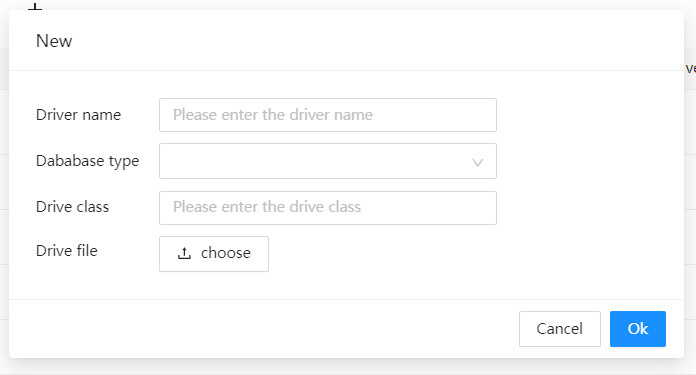 New
Driver name
Please enter the driver name
Dababase type
Drive class
Please enter the drive class
Drive file
choose
Cancel
Ok